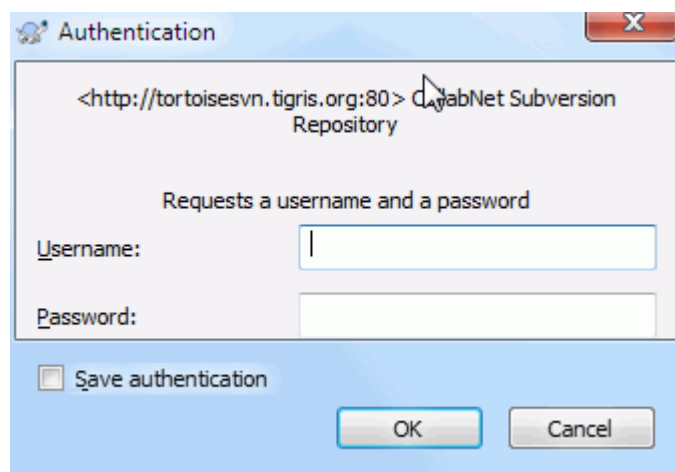 Authentication
<http://tortoisesvn.tigris.org:80> Subversion
Repository
Requests a username and a password
Username:
Password:
Save authentication
OK
Cancel